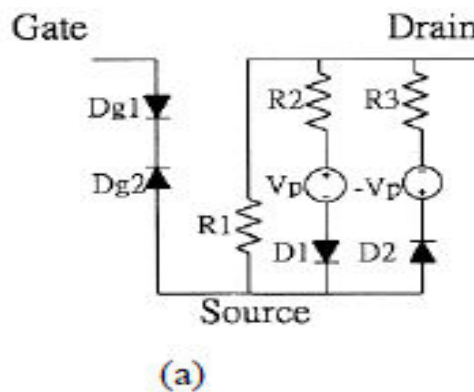 Gate Drain
Dg1 R2 R3
Dg2 Vp + - - + -Vp
R1 D1 D2
Source
(a)